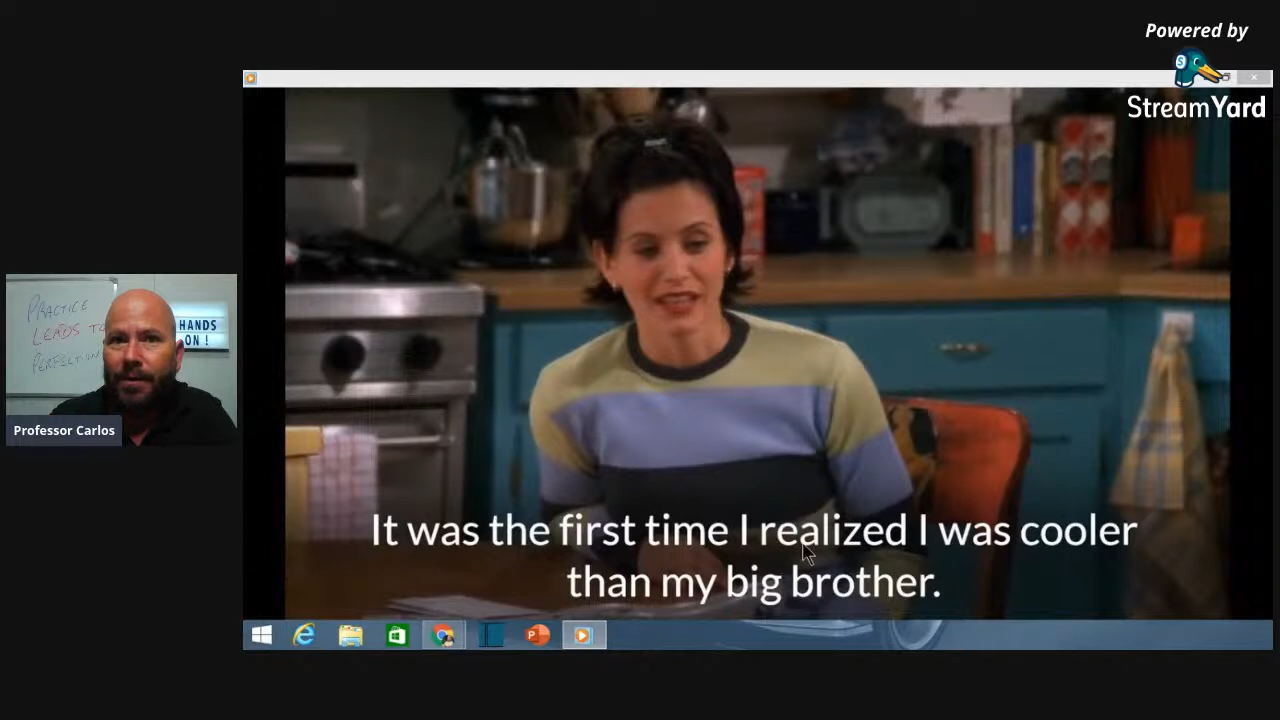 Powered by
StreamYard
PRACTICE
LEADS TO
PERFECTION
HANDS
ON !
Professor Carlos
It was the first time I realized I was cooler
than my big brother.